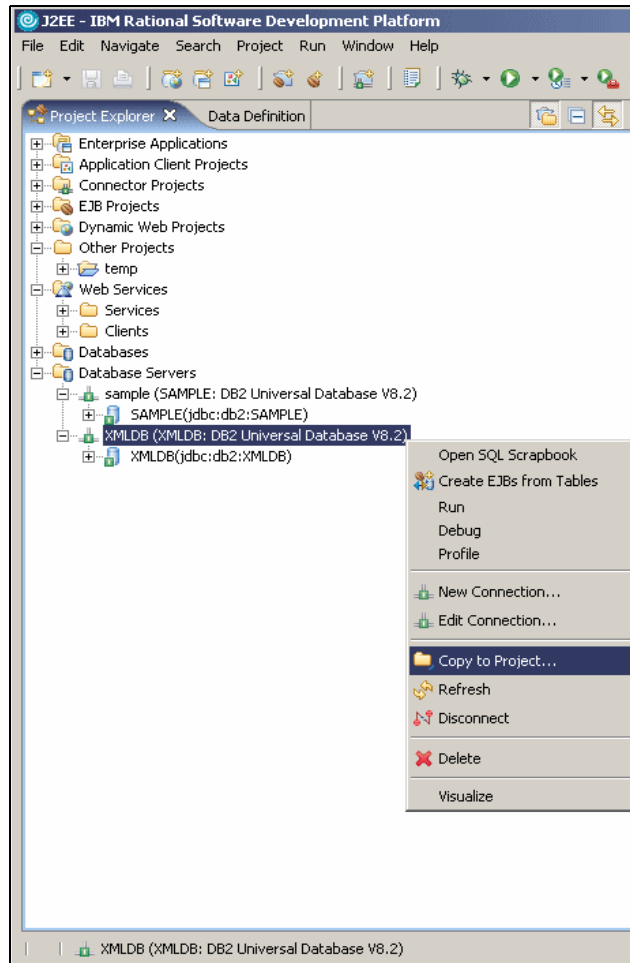 J2EE - IBM Rational Software Development Platform
File Edit Navigate Search Project Run Window Help
Project Explorer Data Definition
Enterprise Applications
Application Client Projects
Connector Projects
EJB Projects
Dynamic Web Projects
Other Projects
temp
Web Services
Services
Clients
Databases
Database Servers
sample (SAMPLE: DB2 Universal Database V8.2)
SAMPLE(jdbc:db2:SAMPLE)
XMLDB (XMLDB: DB2 Universal Database V8.2)
XMLDB(jdbc:db2:XMLDB)
Open SQL Scrapbook
Create EJBs from Tables
Run
Debug
Profile
New Connection...
Edit Connection...
Copy to Project...
Refresh
Disconnect
Delete
Visualize
XMLDB (XMLDB: DB2 Universal Database V8.2)